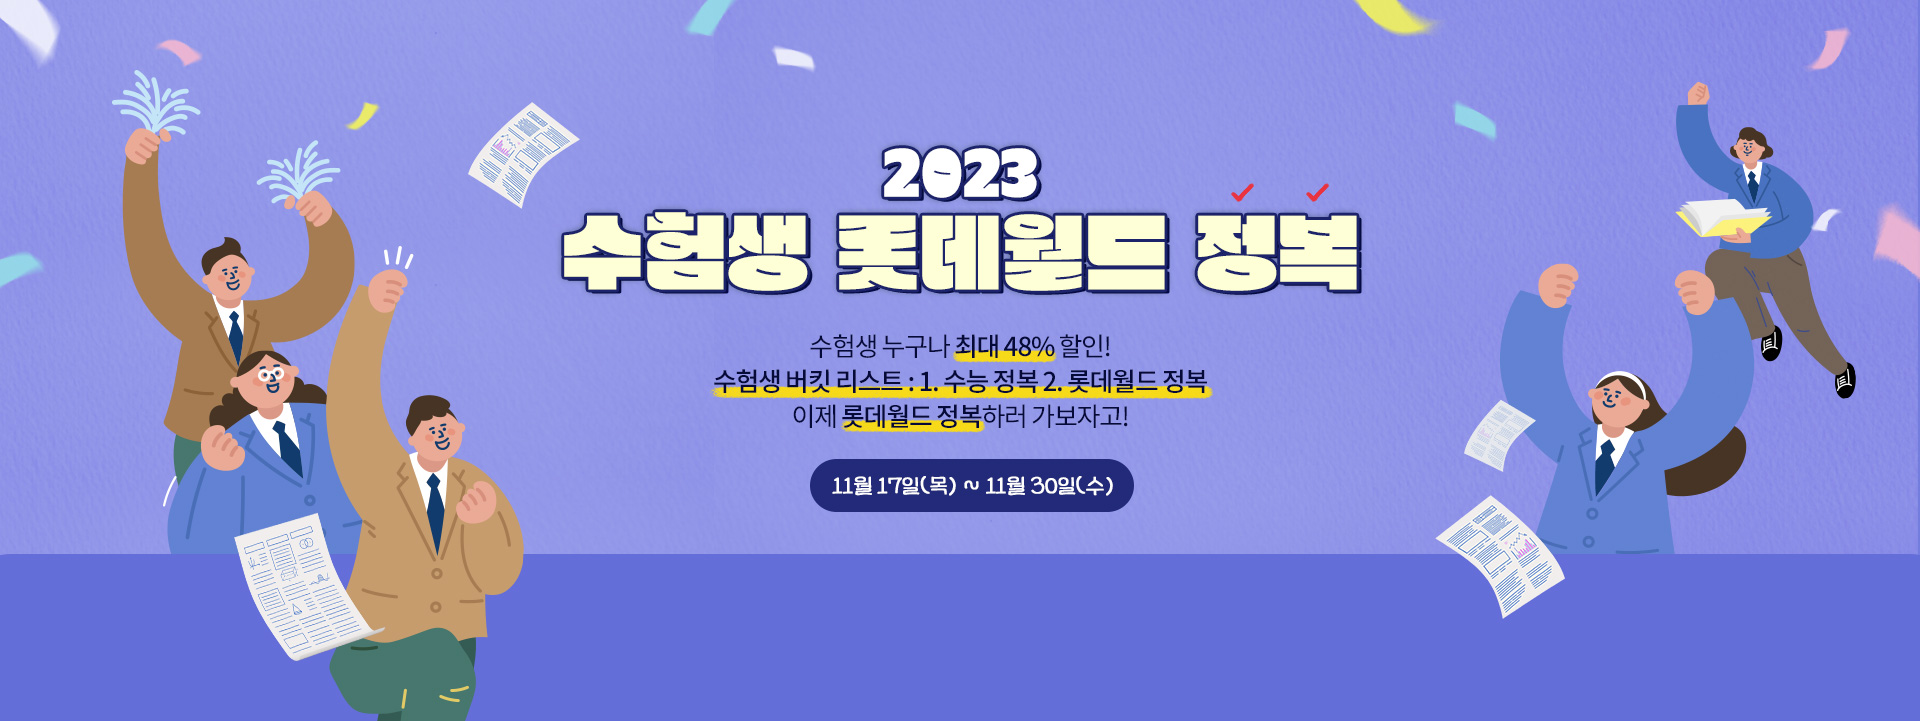 2023
수험생 롯데월드 정복
수험생 누구나 최대 48% 할인!
수험생 버킷 리스트 : 1. 수능 정복 2. 롯데월드 정복
이제 롯데월드 정복하러 가보자고!
11월 17일(목) ~ 11월 30일(수)